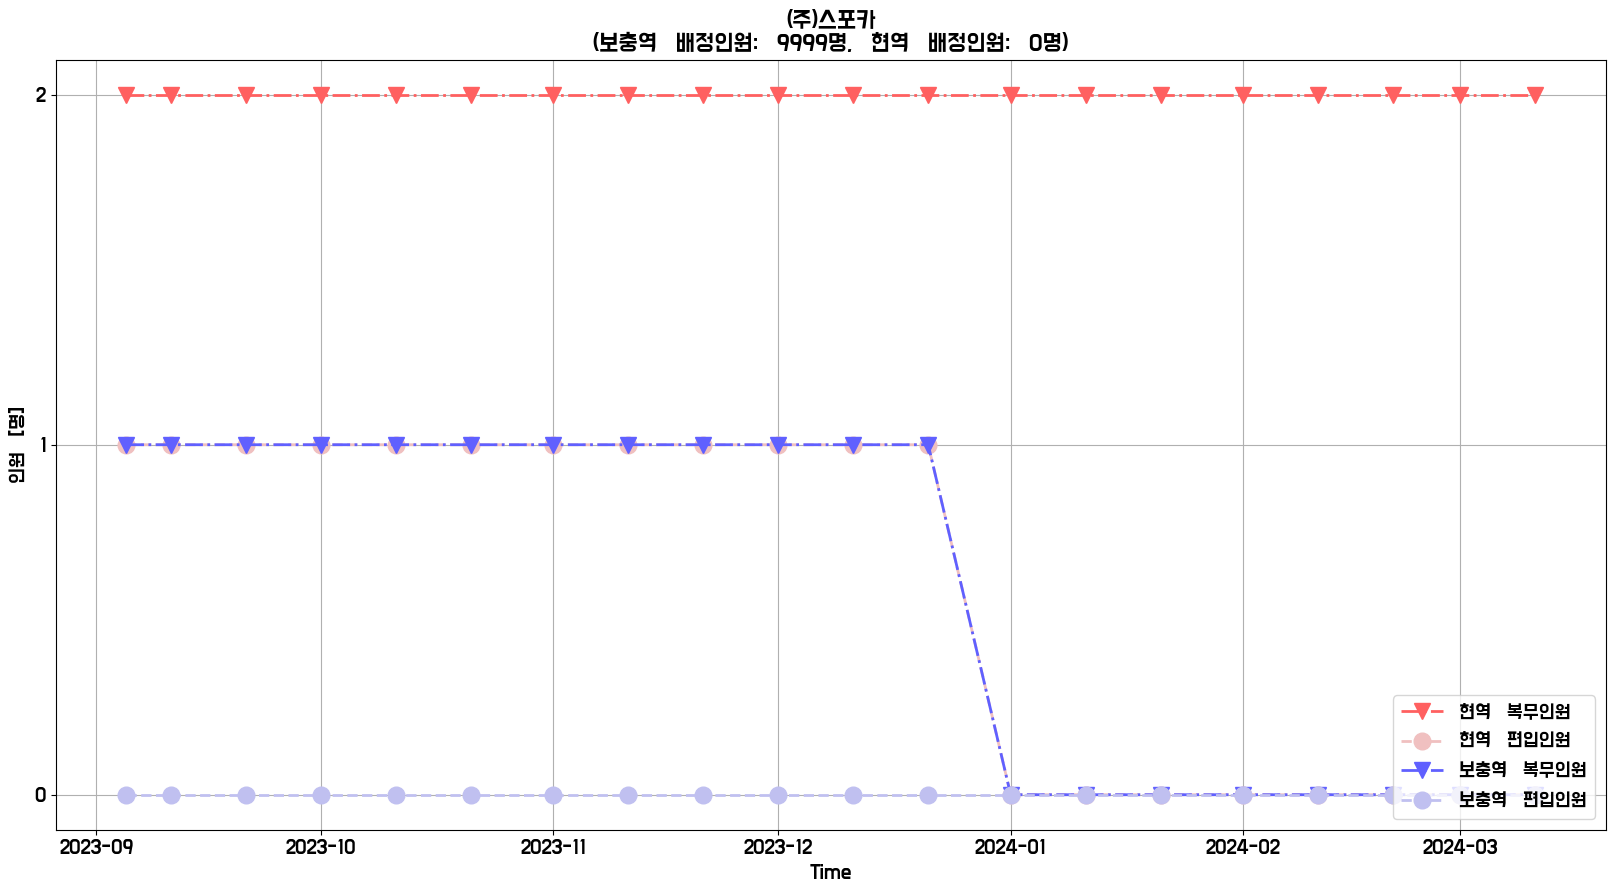 (주)스포카
(보충역 배정인원: 9999명, 현역 배정인원: 0명)
2
1
0
인원 [명]
현역 복무인원
현역 편입인원
보충역 복무인원
보충역 편입인원
2023-09 2023-10 2023-11 2023-12 2024-01 2024-02 2024-03
Time